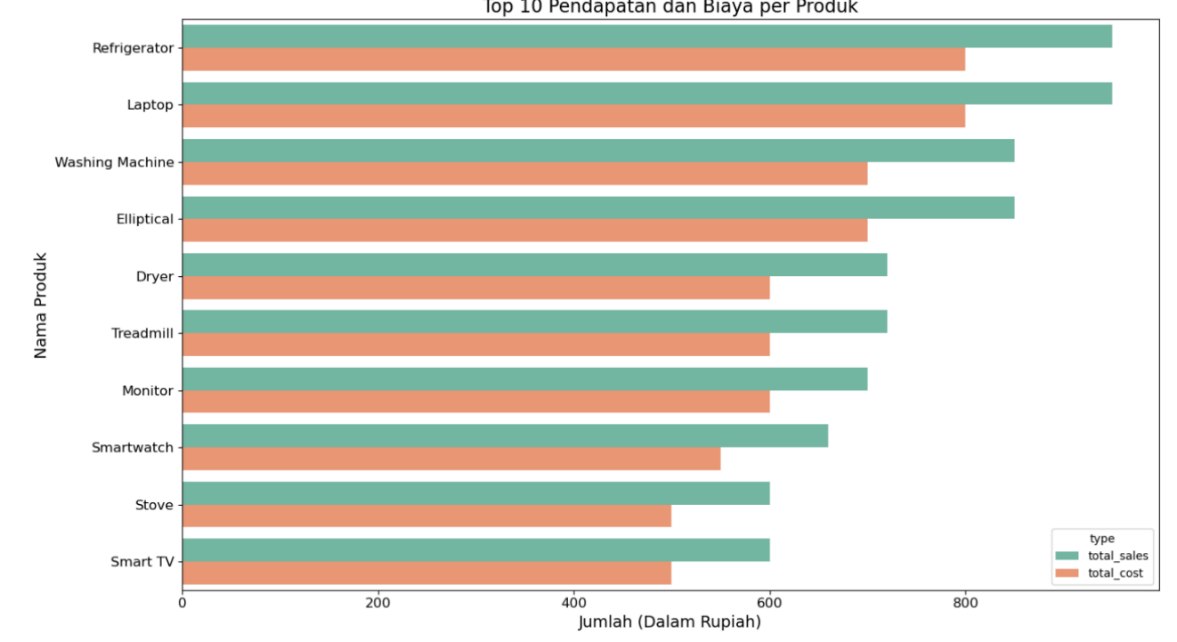 Top 10 Pendapatan dan Biaya per Produk
Refrigerator
Laptop
Washing Machine
Elliptical
Dryer
Treadmill
Monitor
Smartwatch
Stove
Smart TV
Nama Produk
type
total_sales
total_cost
0 200 400 600 800
Jumlah (Dalam Rupiah)